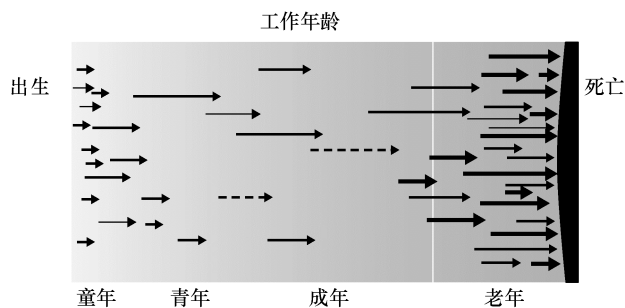 工作年龄
出生
死亡
童年
青年
成年
老年